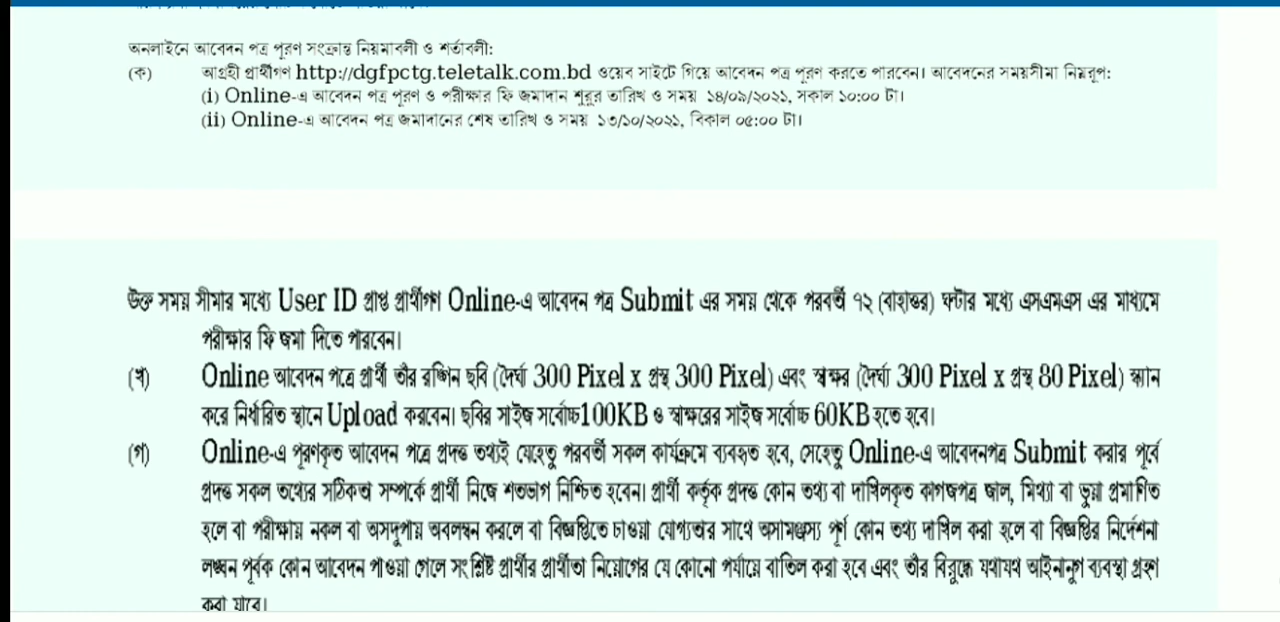 অনলাইনে আবেদন পত্র পূরণ সংক্রান্ত নিয়মাবলী ও শর্তাবলী:
(ক) আগ্রহী প্রার্থীগণ http://dgfpctg.teletalk.com.bd ওয়েব সাইটে গিয়ে আবেদন পত্র পূরণ করতে পারবেন। আবেদনের সময়সীমা নিম্নরূপ:
(i) Online-এ আবেদন পত্র পূরণ ও পরীক্ষার ফি জমাদান শুরুর তারিখ ও সময় ১৪/০৯/২০২১, সকাল ১০:০০ টা।
(ii) Online-এ আবেদন পত্র জমাদানের শেষ তারিখ ও সময় ১৩/১০/২০২১, বিকাল ০৫:০০ টা।
উক্ত সময় সীমার মধ্যে User ID প্রাপ্ত প্রার্থীগণ Online-এ আবেদন পত্র Submit এর সময় থেকে পরবর্তী ৭২ (বাহাত্তর) ঘন্টার মধ্যে এসএমএস এর মাধ্যমে
পরীক্ষার ফি জমা দিতে পারবেন।
(খ) Online আবেদন পত্রে প্রার্থী তাঁর রঙ্গিন ছবি (দৈর্ঘ্য 300 Pixel x প্রস্থ 300 Pixel) এবং স্বাক্ষর (দৈর্ঘ্য 300 Pixel x প্রস্থ 80 Pixel) স্ক্যান
করে নির্ধারিত স্থানে Upload করবেন। ছবির সাইজ সর্বোচ্চ 100KB ও স্বাক্ষরের সাইজ সর্বোচ্চ 60KB হতে হবে।
(গ) Online-এ পূরণকৃত আবেদন পত্রে প্রদত্ত তথ্যই যেহেতু পরবর্তী সকল কার্যক্রমে ব্যবহৃত হবে, সেহেতু Online-এ আবেদনপত্র Submit করার পূর্বে
প্রদত্ত সকল তথ্যের সঠিকতা সম্পর্কে প্রার্থী নিজে শতভাগ নিশ্চিত হবেন। প্রার্থী কর্তৃক প্রদত্ত কোন তথ্য বা দাখিলকৃত কাগজপত্র জাল, মিথ্যা বা ভুয়া প্রমাণিত
হলে বা পরীক্ষায় নকল বা অসদুপায় অবলম্বন করলে বা বিজ্ঞপ্তিতে চাওয়া যোগ্যতার সাথে অসামঞ্জস্য পূর্ণ কোন তথ্য দাখিল করা হলে বা বিজ্ঞপ্তির নির্দেশনা
লঙ্ঘন পূর্বক কোন আবেদন পাওয়া গেলে সংশ্লিষ্ট প্রার্থীর প্রার্থীতা নিয়োগের যে কোনো পর্যায়ে বাতিল করা হবে এবং তাঁর বিরুদ্ধে যথাযথ আইনানুগ ব্যবস্থা গ্রহণ
করা যাবে।